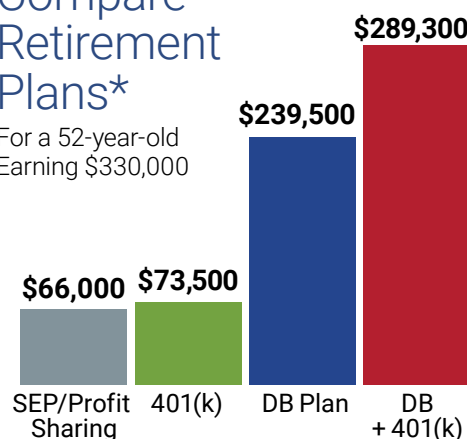 Compare
Retirement
Plans*
For a 52-year-old
Earning $330,000
$66,000
$73,500
$239,500
$289,300
SEP/Profit
Sharing
401(k)
DB Plan
DB
+ 401(k)